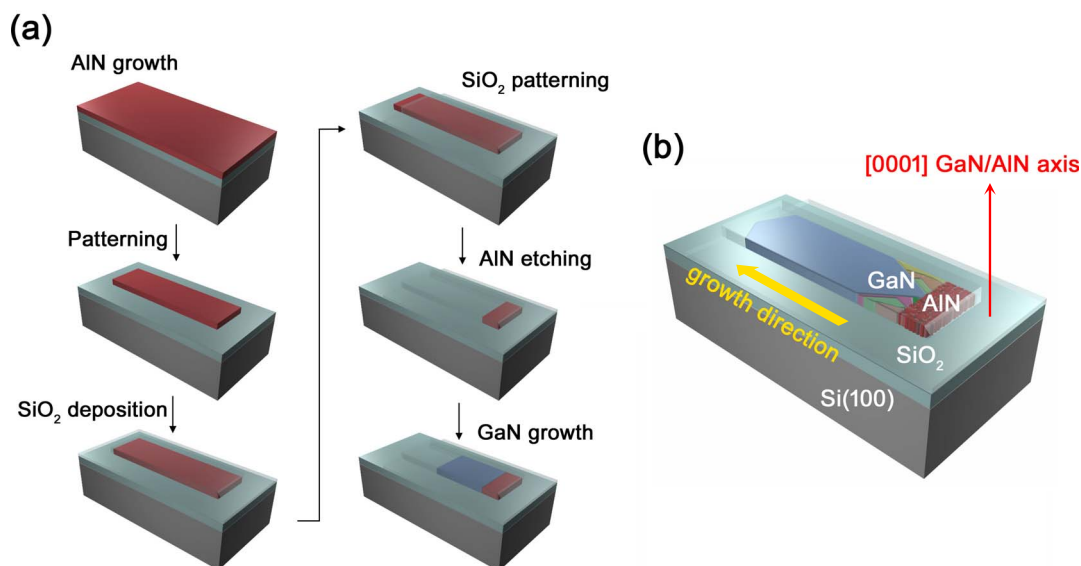 (a)
AlN growth
Patterning
SiO₂ deposition
SiO₂ patterning
AlN etching
GaN growth
(b)
[0001] GaN/AlN axis
GaN
AlN
growth direction
SiO₂
Si(100)